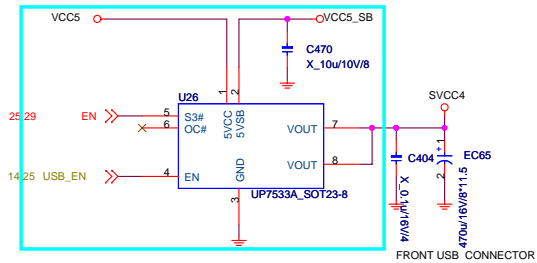 VCC5
VCC5_SB
C470
X_10u/10V/8
U26
1
2
5VCC
5VSB
25 29 EN
5
S3#
6
OC#
VOUT
7
14 25 USB_EN
4
EN
VOUT
8
GND
3
UP7533A_SOT23-8
SVCC4
C404
X_0.1u/16V/4
1
+
EC65
2
470u/16V/8*11.5
FRONT USB CONNECTOR